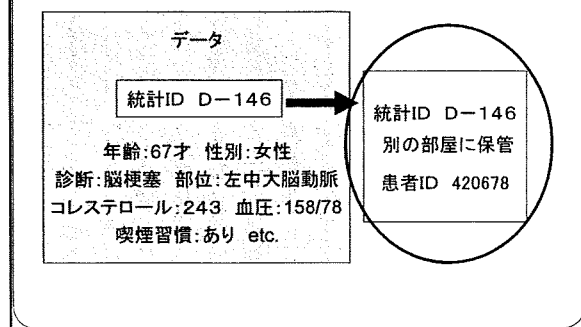 データ
統計ID D－146
年齢:67才 性別:女性
診断:脳梗塞 部位:左中大脳動脈
コレステロール:243 血圧:158/78
喫煙習慣:あり etc.
統計ID D－146
別の部屋に保管
患者ID 420678